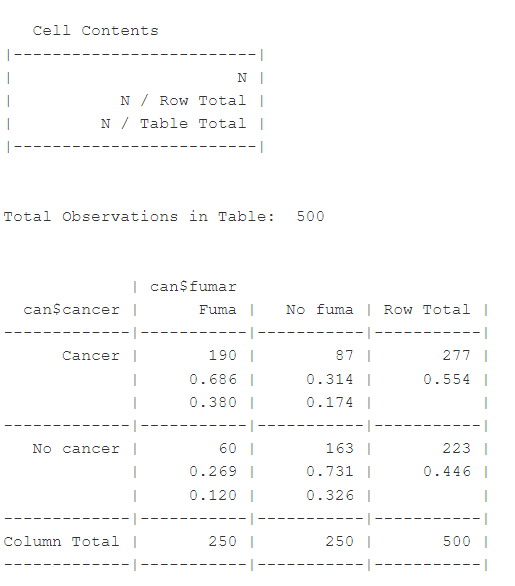 Cell Contents
|-------------------------|
|                       N |
|           N / Row Total |
|         N / Table Total |
|-------------------------|
Total Observations in Table:  500
             | can$fumar
  can$cancer |      Fuma |   No fuma | Row Total |
-------------|-----------|-----------|-----------|
      Cancer |       190 |        87 |       277 |
             |     0.686 |     0.314 |     0.554 |
             |     0.380 |     0.174 |           |
-------------|-----------|-----------|-----------|
   No cancer |        60 |       163 |       223 |
             |     0.269 |     0.731 |     0.446 |
             |     0.120 |     0.326 |           |
-------------|-----------|-----------|-----------|
Column Total |       250 |       250 |       500 |
-------------|-----------|-----------|-----------|